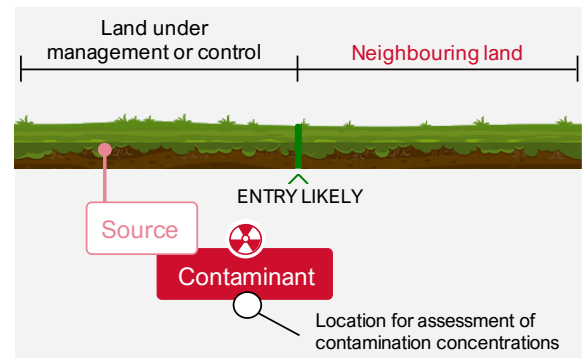 Land under
management or control
Neighbouring land
ENTRY LIKELY
Source
Contaminant
Location for assessment of
contamination concentrations